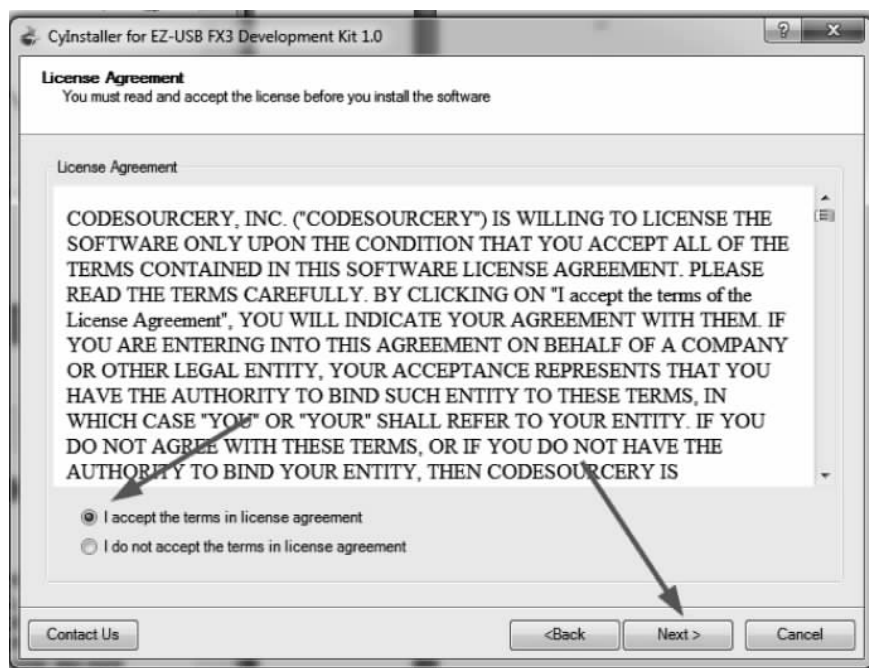 CyInstaller for EZ-USB FX3 Development Kit 1.0
License Agreement
You must read and accept the license before you install the software
License Agreement
CODESOURCERY, INC. ("CODESOURCERY") IS WILLING TO LICENSE THE
SOFTWARE ONLY UPON THE CONDITION THAT YOU ACCEPT ALL OF THE
TERMS CONTAINED IN THIS SOFTWARE LICENSE AGREEMENT. PLEASE
READ THE TERMS CAREFULLY. BY CLICKING ON "I accept the terms of the
License Agreement", YOU WILL INDICATE YOUR AGREEMENT WITH THEM. IF
YOU ARE ENTERING INTO THIS AGREEMENT ON BEHALF OF A COMPANY
OR OTHER LEGAL ENTITY, YOUR ACCEPTANCE REPRESENTS THAT YOU
HAVE THE AUTHORITY TO BIND SUCH ENTITY TO THESE TERMS, IN
WHICH CASE "YOU" OR "YOUR" SHALL REFER TO YOUR ENTITY. IF YOU
DO NOT AGREE WITH THESE TERMS, OR IF YOU DO NOT HAVE THE
AUTHORITY TO BIND YOUR ENTITY, THEN CODESOURCERY IS
I accept the terms in license agreement
I do not accept the terms in license agreement
Contact Us
<Back
Next >
Cancel